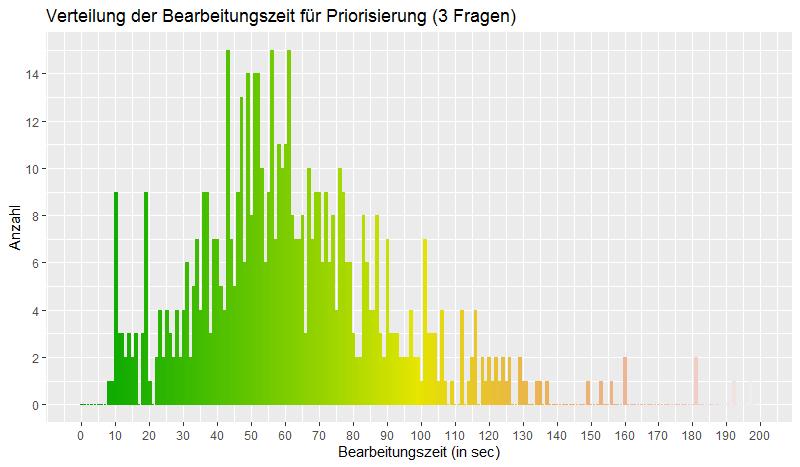 Verteilung der Bearbeitungszeit für Priorisierung (3 Fragen)
Anzahl
14
12
10
8
6
4
2
0
0 10 20 30 40 50 60 70 80 90 100 110 120 130 140 150 160 170 180 190 200
Bearbeitungszeit (in sec)